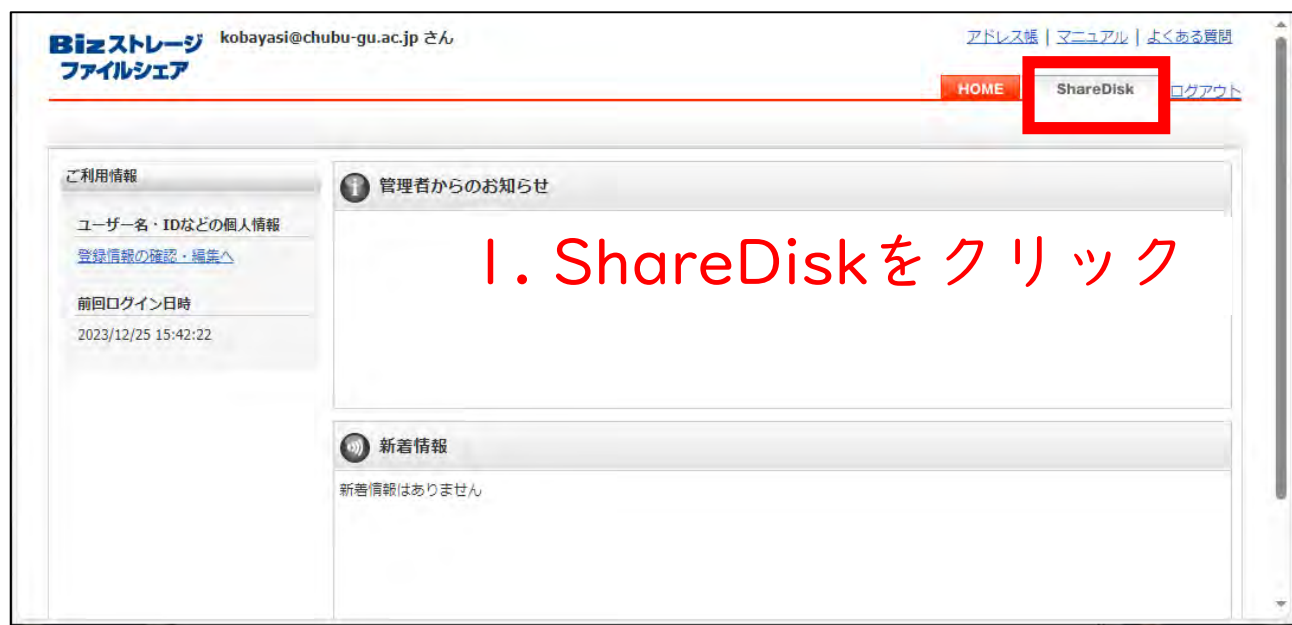 Bizストレージ
ファイルシェア
kobayasi@chubu-gu.ac.jp さん
アドレス帳 | マニュアル | よくある質問
HOME
ShareDisk
ログアウト
ご利用情報
ユーザー名・IDなどの個人情報
登録情報の確認・編集へ
前回ログイン日時
2023/12/25 15:42:22
管理者からのお知らせ
1. ShareDiskをクリック
新着情報
新着情報はありません